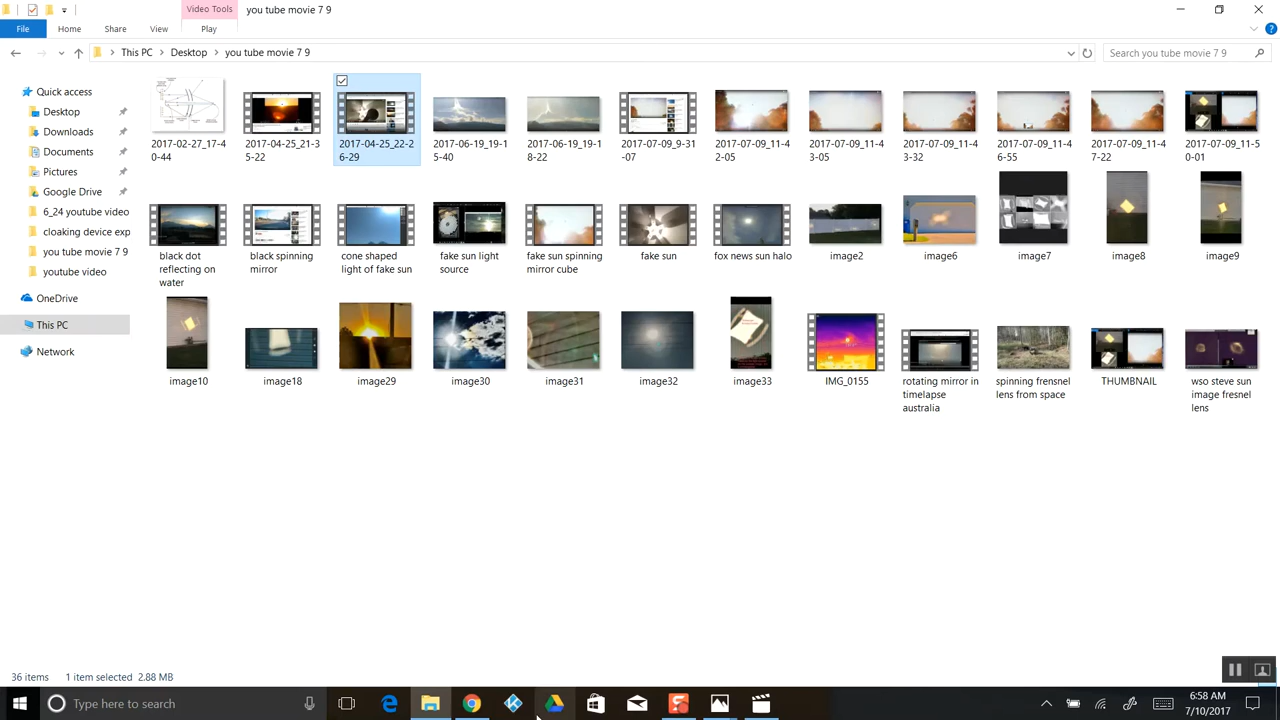 Video Tools
you tube movie 7 9
File
Home
Share
View
Play
This PC
Desktop
you tube movie 7 9
Search you tube movie 7 9
Quick access
Desktop
Downloads
Documents
Pictures
Google Drive
6_24 youtube video
cloaking device exp
you tube movie 7 9
youtube video
OneDrive
This PC
Network
2017-02-27_17-4
0-44
2017-04-25_21-3
5-22
2017-04-25_22-2
6-29
2017-06-19_19-1
5-40
2017-06-19_19-1
8-22
2017-07-09_9-31
-07
2017-07-09_11-4
2-05
2017-07-09_11-4
3-05
2017-07-09_11-4
3-32
2017-07-09_11-4
6-55
2017-07-09_11-4
7-22
2017-07-09_11-5
0-01
black dot
reflecting on
water
black spinning
mirror
cone shaped
light of fake sun
fake sun light
source
fake sun spinning
mirror cube
fake sun
fox news sun halo
image2
image6
image7
image8
image9
image10
image18
image29
image30
image31
image32
image33
IMG_0155
rotating mirror in
timelapse
australia
spinning frensnel
lens from space
THUMBNAIL
wso steve sun
image fresnel
lens
36 items
1 item selected 2.88 MB
Type here to search
6:58 AM
7/10/2017